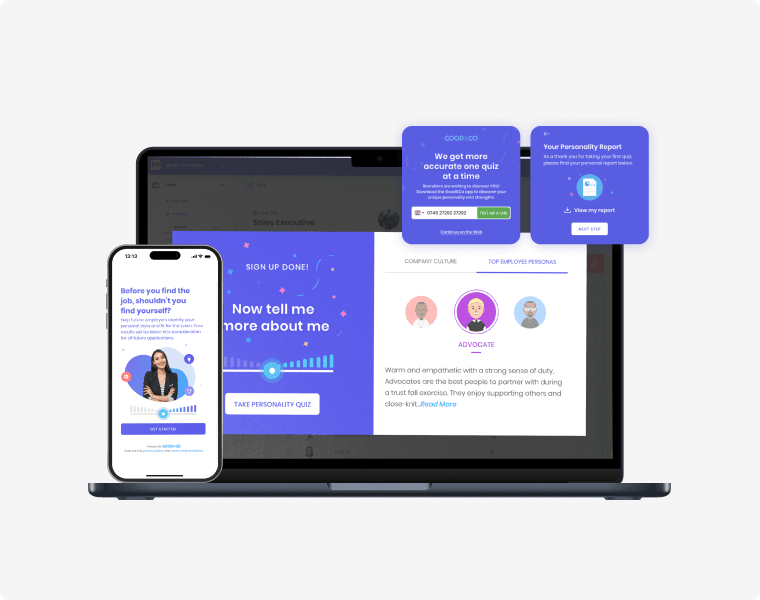 GOOD&CO
We get more
accurate one quiz
at a time
Recruiters are waiting to discover YOU!
Download the Good&Co app to discover your
unique personality and strengths.
0745 27202 27202
TEXT ME A LINK
Continue on the Web
Your Personality Report
As a thank you for taking your first quiz,
please find your personal report below.
View my report
NEXT STEP
Sales Executive
SIGN UP DONE!
Now tell me
more about me
TAKE PERSONALITY QUIZ
COMPANY CULTURE
TOP EMPLOYEE PERSONAS
ADVOCATE
Warm and empathetic with a strong sense of duty,
Advocates are the best people to partner with during
a trust fall exercise. They enjoy supporting others and
close-knit...Read More
13:13
Before you find the
job, shouldn't you
find yourself?
Help future employers identify your
personal style and fit for the team. Your
results will be taken into consideration
for all future applications.
GET STARTED
Powered by GOOD&CO